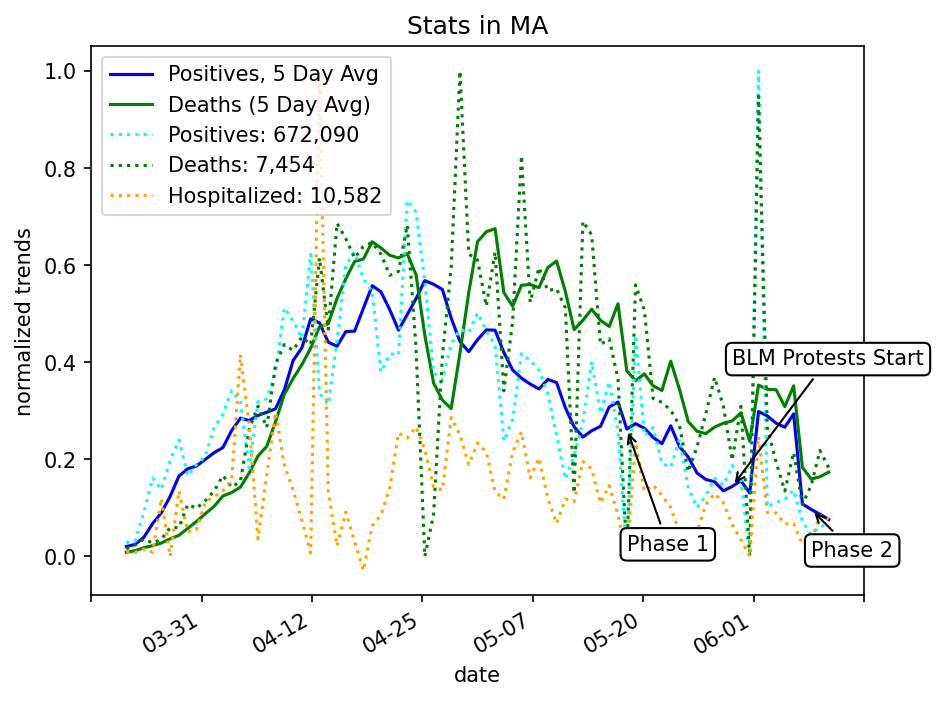 Stats in MA
Positives, 5 Day Avg
Deaths (5 Day Avg)
Positives: 672,090
Deaths: 7,454
Hospitalized: 10,582
1.0
0.8
0.6
0.4
0.2
0.0
normalized trends
BLM Protests Start
Phase 1
Phase 2
03-31
04-12
04-25
05-07
05-20
06-01
date